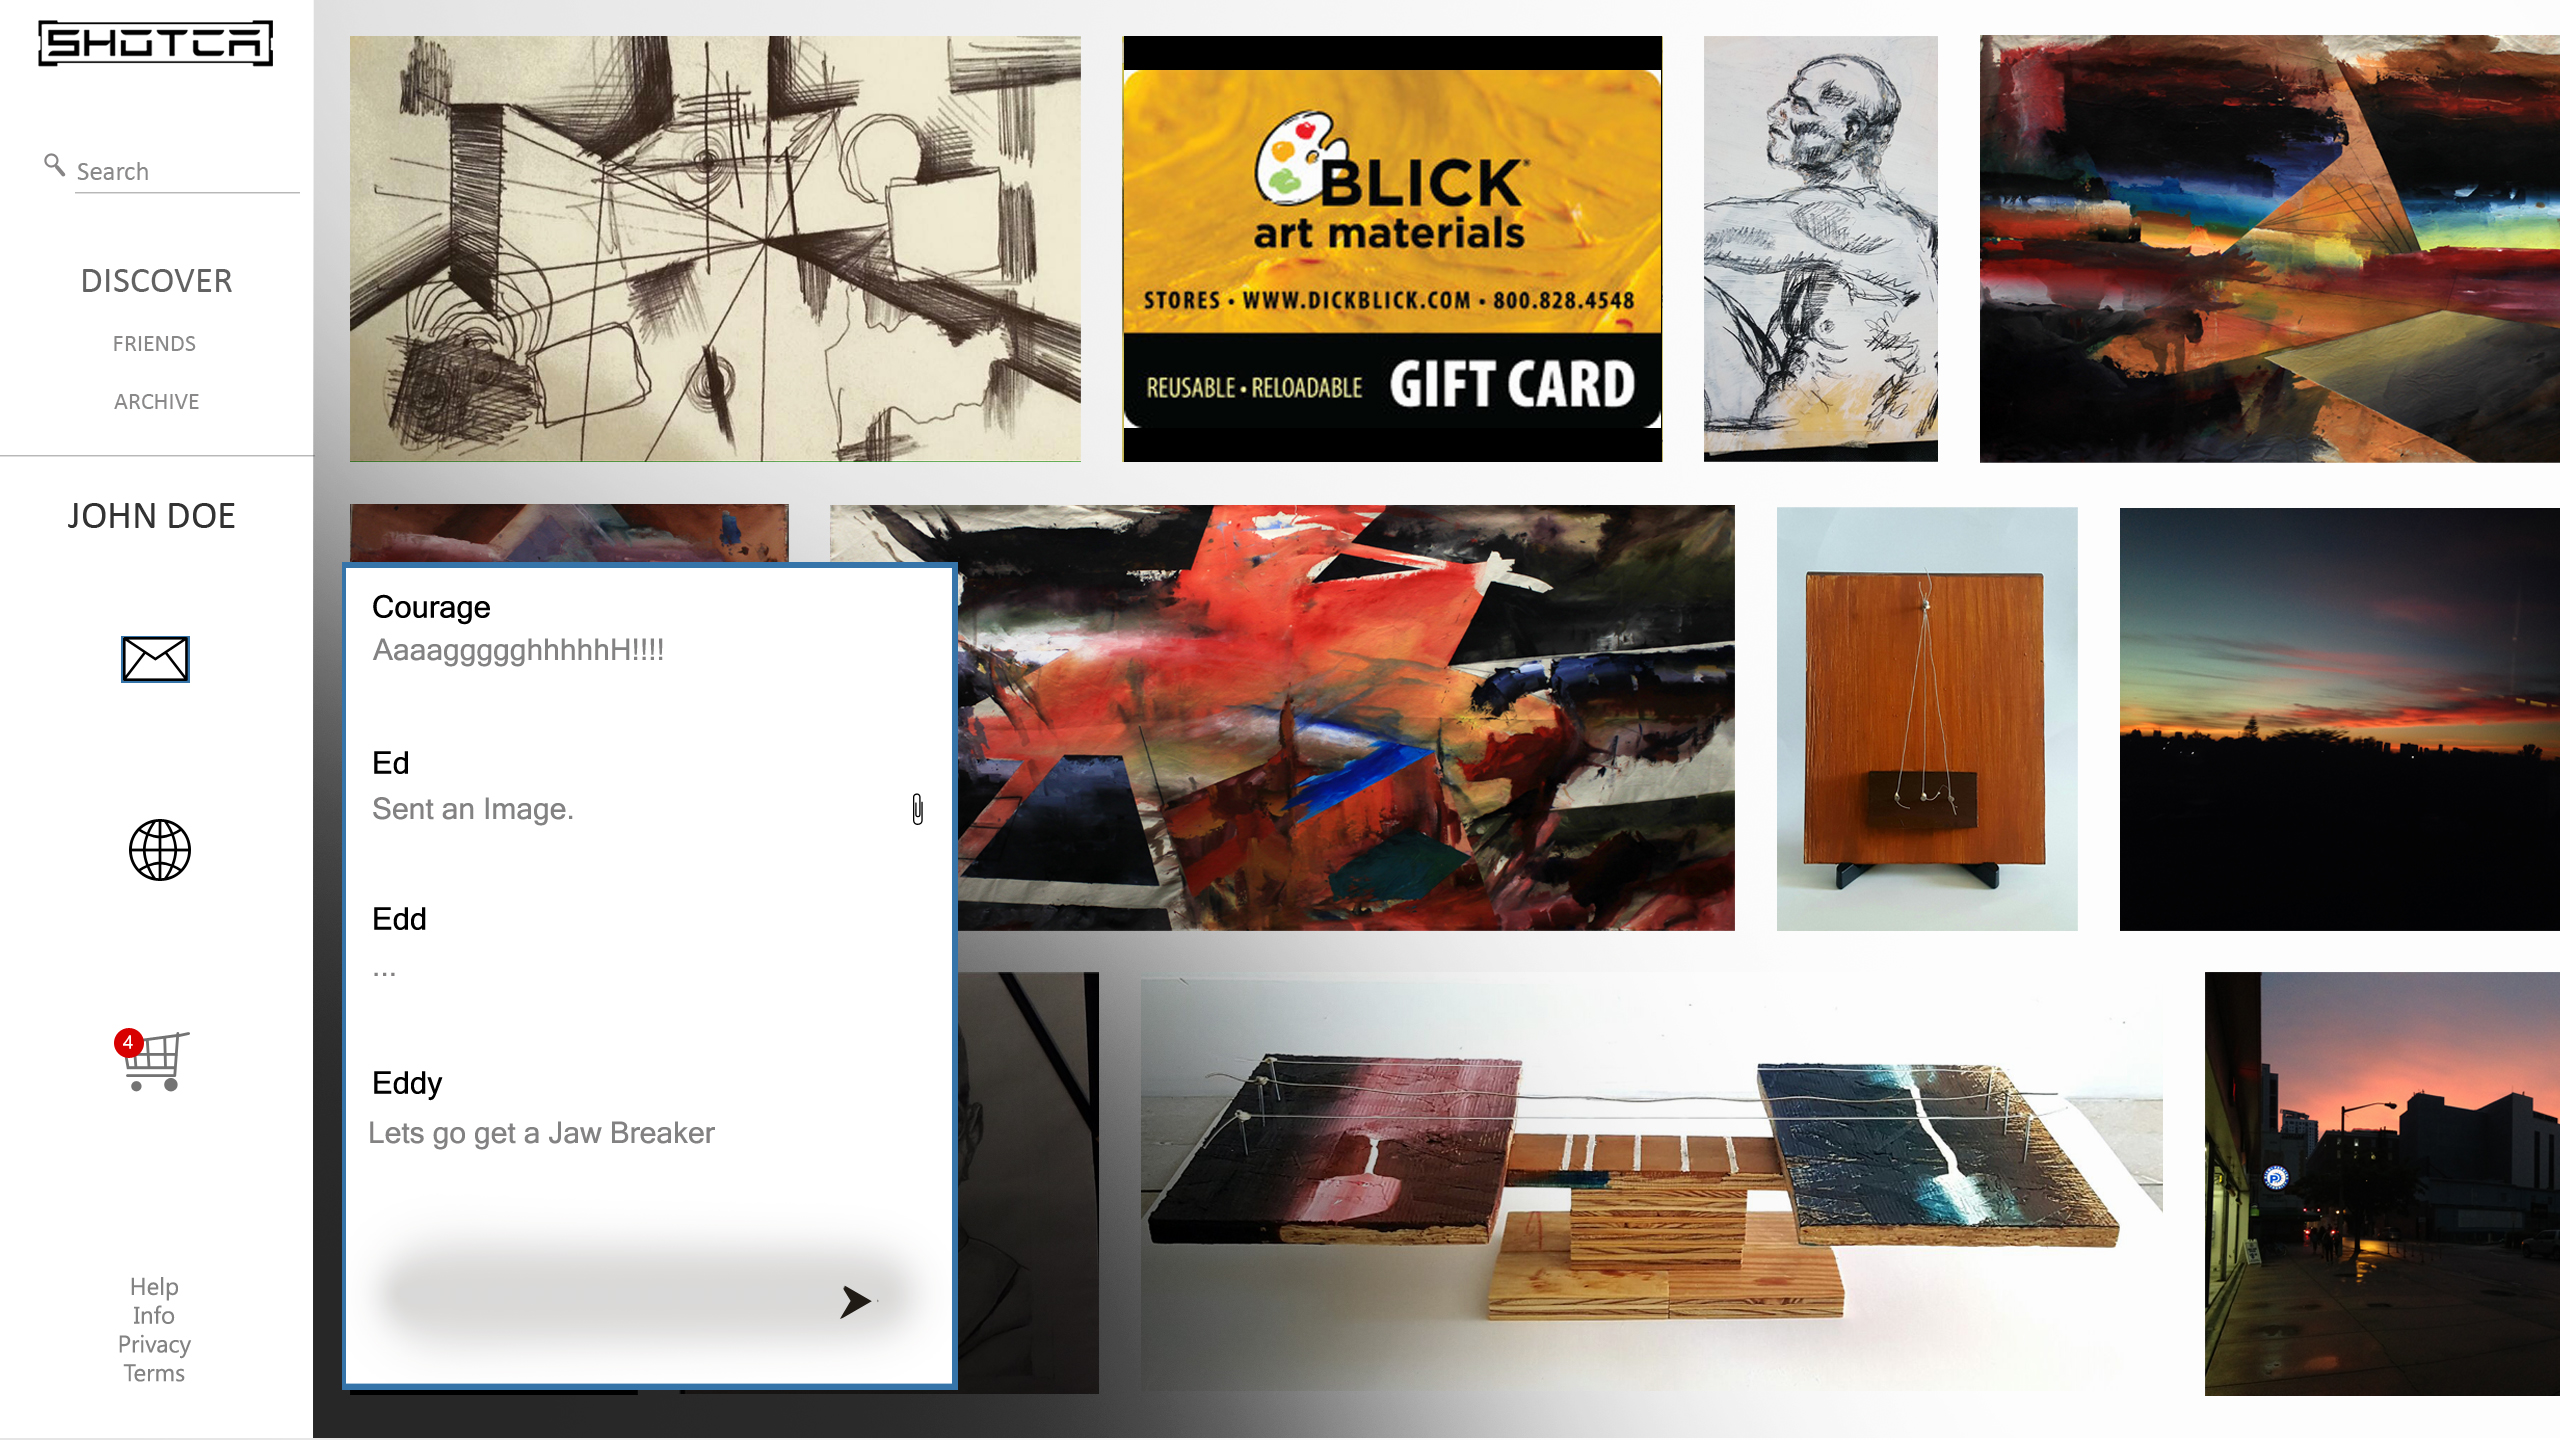 SHOTCA
Search
DISCOVER
FRIENDS
ARCHIVE
JOHN DOE
4
Help
Info
Privacy
Terms
BLICK®
art materials
STORES • WWW.DICKBLICK.COM • 800.828.4548
REUSABLE • RELOADABLE GIFT CARD
Courage
AaaaggggghhhhhH!!!!
Ed
Sent an Image.
Edd
...
Eddy
Lets go get a Jaw Breaker